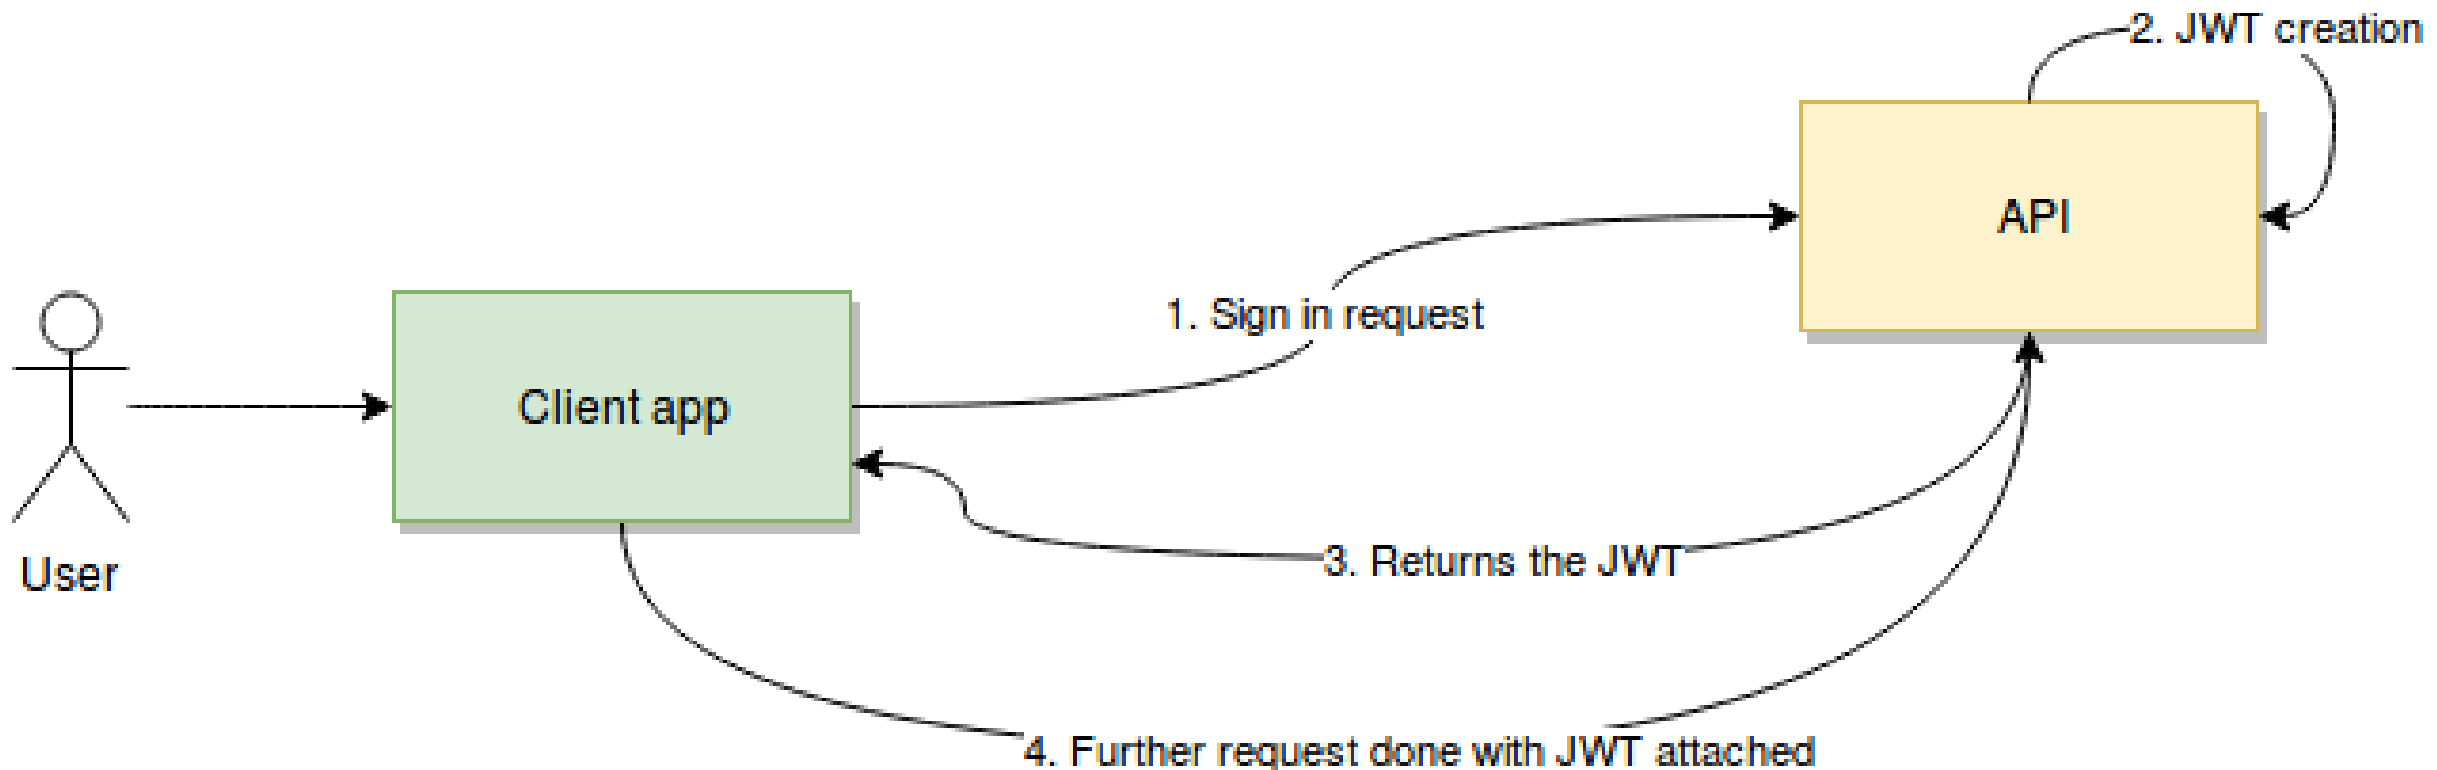 2. JWT creation
API
1. Sign in request
Client app
3. Returns the JWT
User
4. Further request done with JWT attached